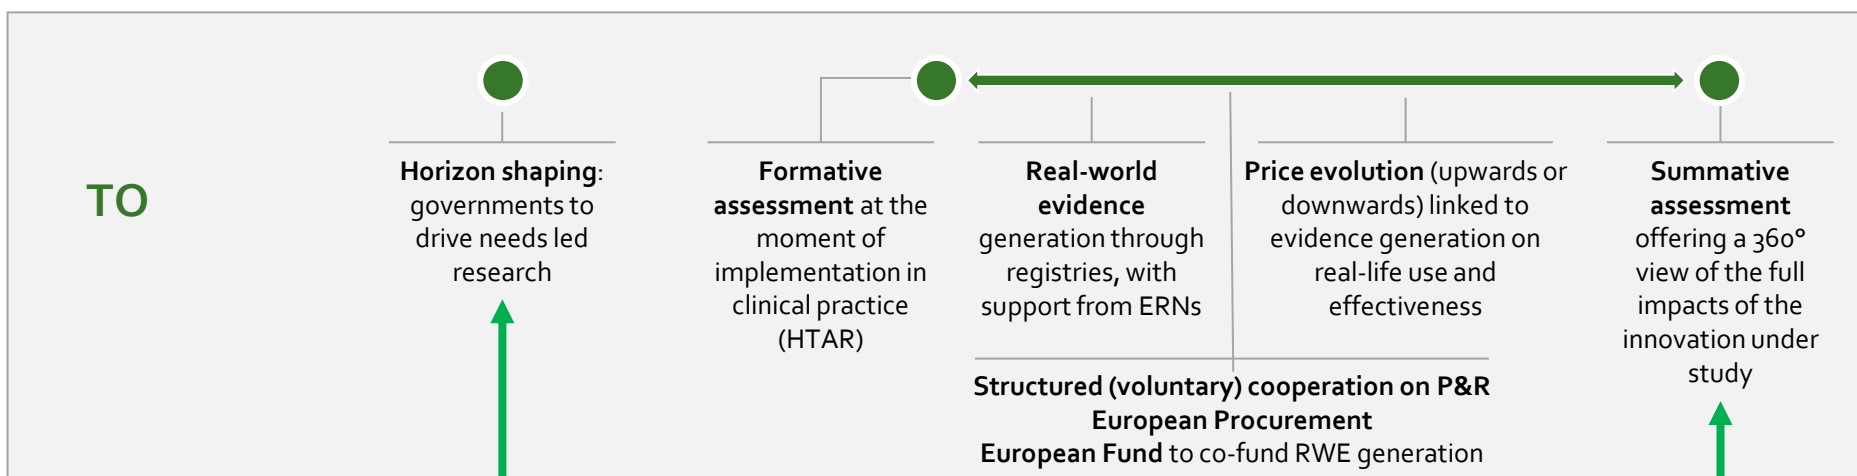 TO
Horizon shaping:
governments to
drive needs led
research
Formative
assessment at the
moment of
implementation in
clinical practice
(HTAR)
Real-world
evidence
generation through
registries, with
support from ERNs
Price evolution (upwards or
downwards) linked to
evidence generation on
real-life use and
effectiveness
Summative
assessment
offering a 360°
view of the full
impacts of the
innovation under
study
Structured (voluntary) cooperation on P&R
European Procurement
European Fund to co-fund RWE generation